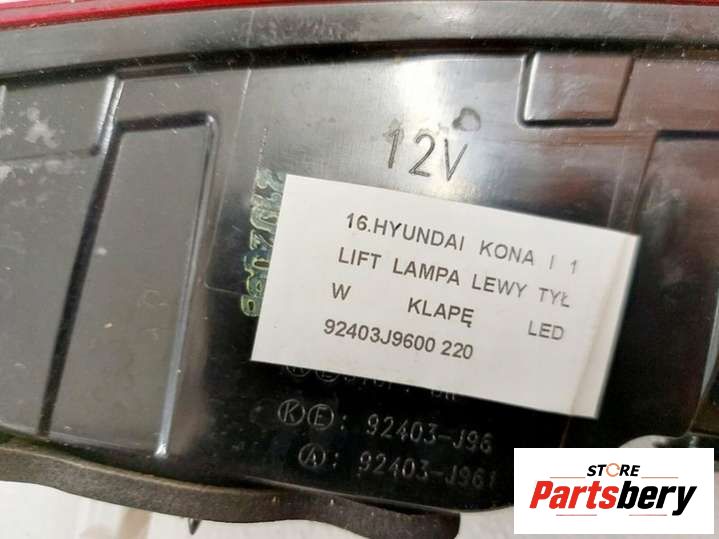 12V
16.HYUNDAI KONA I 1
LIFT LAMPA LEWY TYŁ
W KLAPĘ LED
92403J9600 220
KE: 92403-J96
A: 92403-J961
STORE
Partsbery